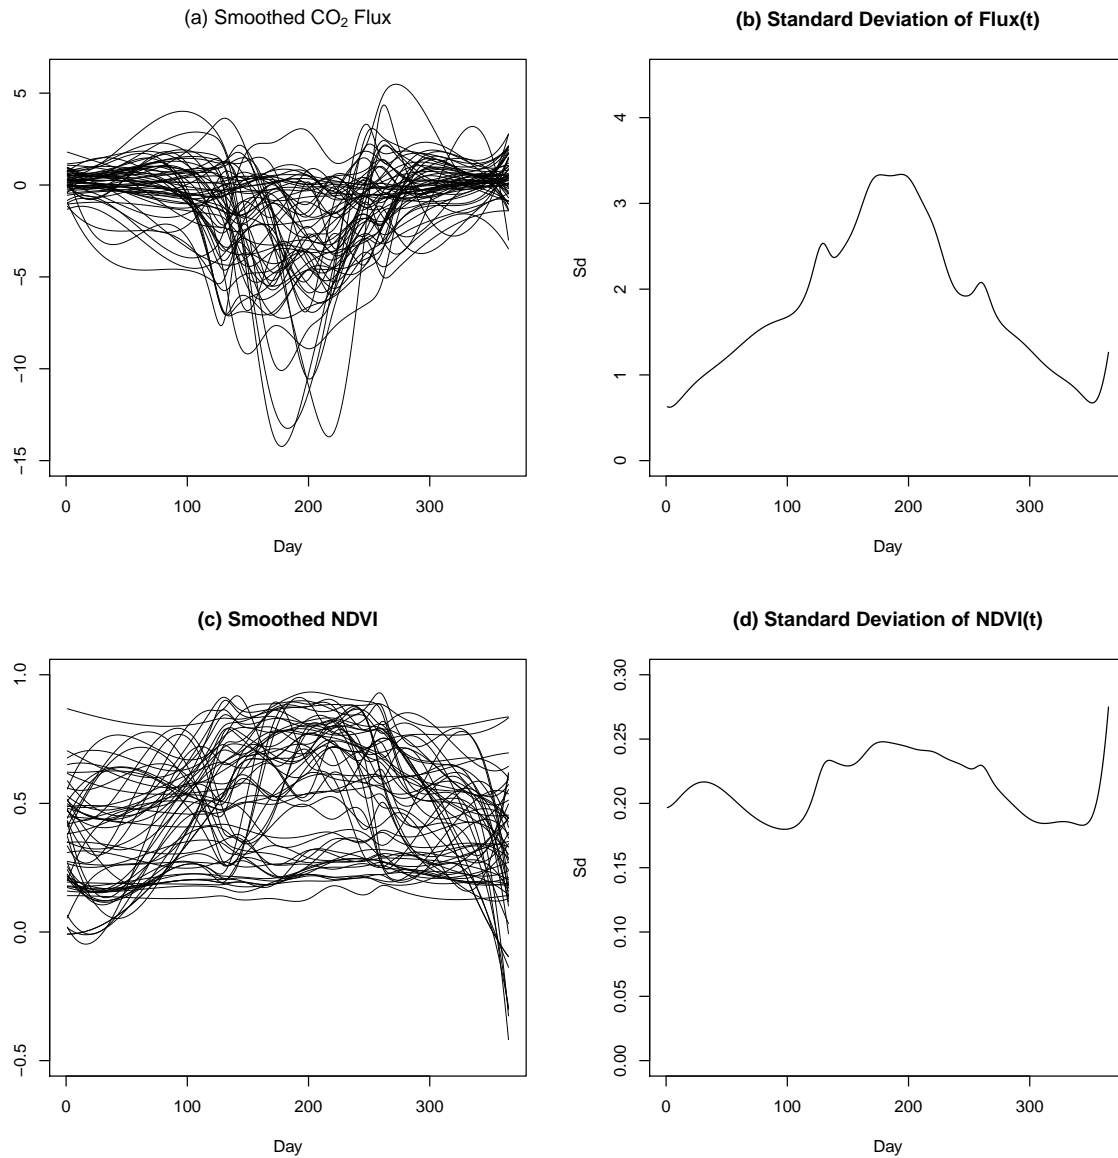 (a) Smoothed CO₂ Flux
5
0
−5
−10
−15
0 100 200 300
Day
(b) Standard Deviation of Flux(t)
4
3
2
1
0
Sd
0 100 200 300
Day
(c) Smoothed NDVI
1.0
0.5
0.0
−0.5
0 100 200 300
Day
(d) Standard Deviation of NDVI(t)
0.30
0.25
0.20
0.15
0.10
0.05
0.00
Sd
0 100 200 300
Day